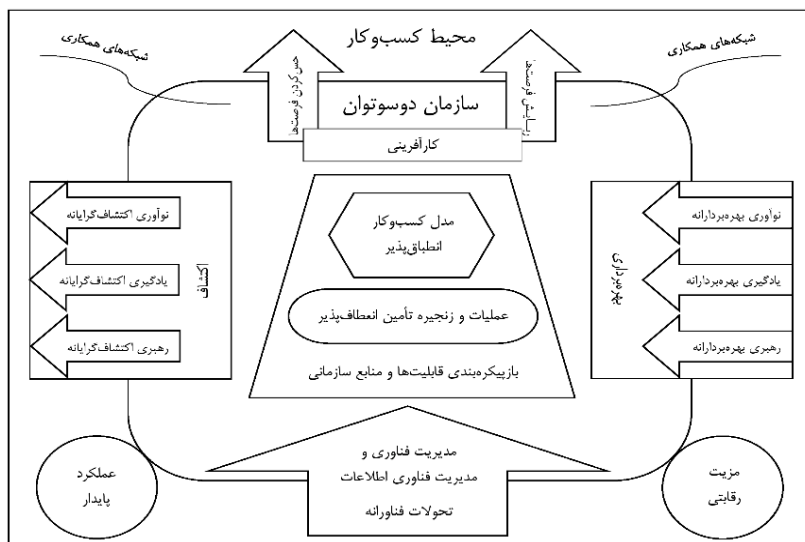 محیط کسب‌وکار
شبکه‌های همکاری
شبکه‌های همکاری
ربایش فرصت‌ها
حس‌کردن فرصت‌ها
سازمان دوسوتوان
کارآفرینی
بهره‌برداری
نوآوری بهره‌بردارانه
یادگیری بهره‌بردارانه
رهبری بهره‌بردارانه
مدل کسب‌وکار
انطباق‌پذیر
عملیات و زنجیره تأمین انعطاف‌پذیر
بازپیکره‌بندی قابلیت‌ها و منابع سازمانی
اکتشاف
نوآوری اکتشاف‌گرایانه
یادگیری اکتشاف‌گرایانه
رهبری اکتشاف‌گرایانه
مدیریت فناوری و
مدیریت فناوری اطلاعات
تحولات فناورانه
مزیت
رقابتی
عملکرد
پایدار